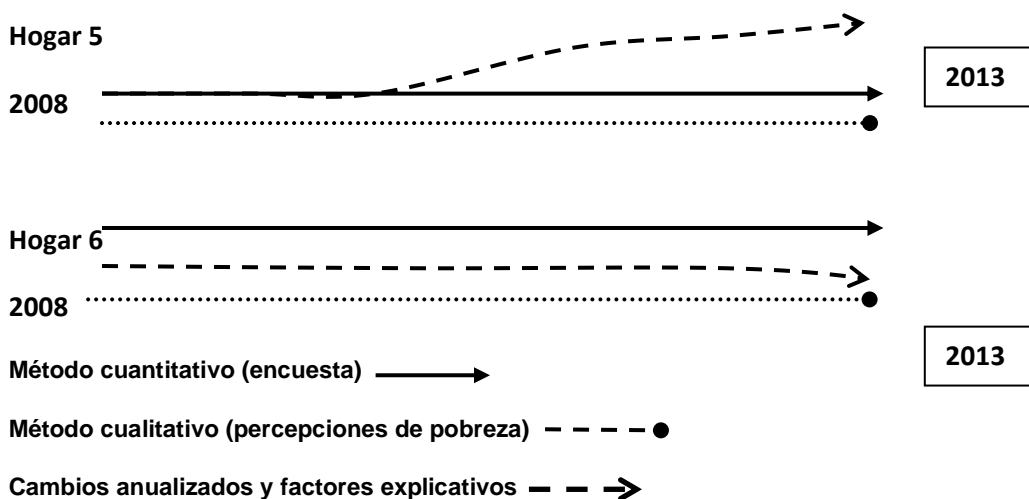 Hogar 5
2013
2008
Hogar 6
2008
2013
Método cuantitativo (encuesta)
Método cualitativo (percepciones de pobreza)
Cambios anualizados y factores explicativos